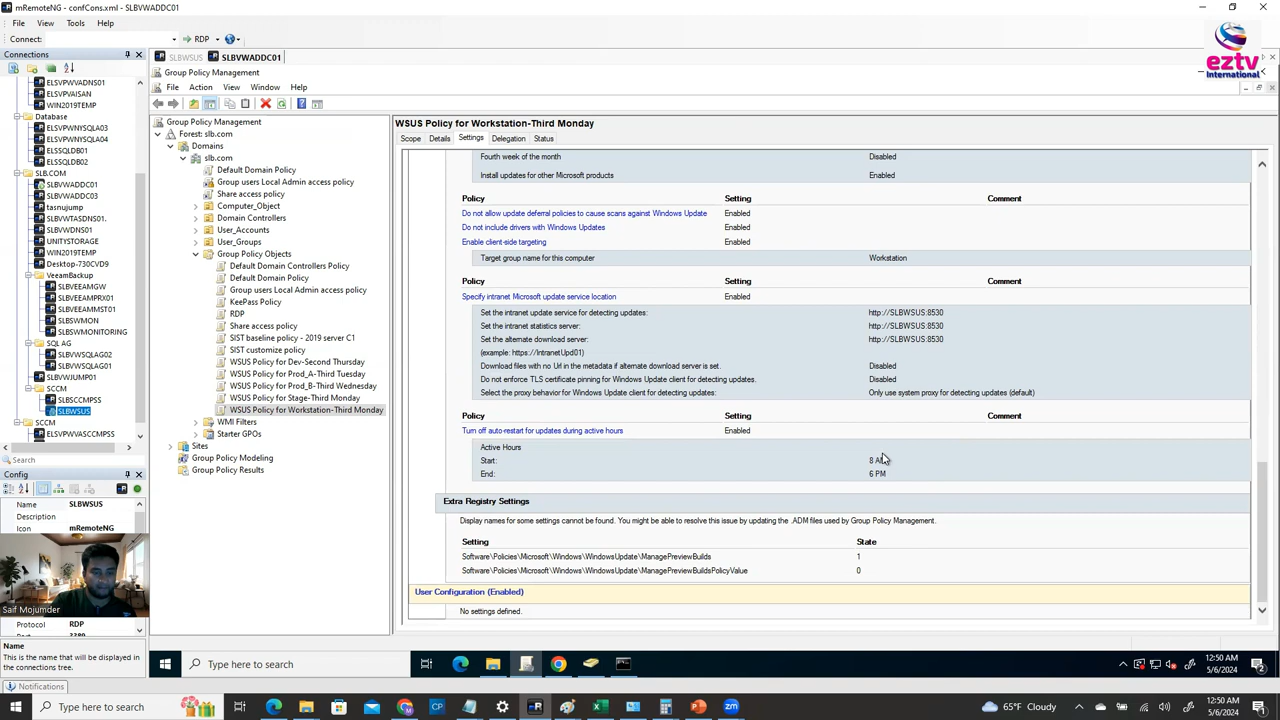 mRemoteNG - confCons.xml - SLBVWADDC01
File View Tools Help
Connect: RDP
eztv
International
Connections
ELSVPWVADNS01
ELSVPVAISAN
WIN2019TEMP
Database
ELSVPWNYSQLA03
ELSVPWNYSQLA04
ELSSQLDB01
ELSSQLDB02
SLB.COM
SLBVWADDC01
SLBVWADDC03
tasnujump
SLBVWTASDNS01.
SLBVWDNS01
UNITYSTORAGE
WIN2019TEMP
Desktop-730CVD9
VeeamBackup
SLBVEEAMGW
SLBVEEAMPRX01
SLBVEEAMMST01
SLBWSMON
SLBWSMONITORING
SQL AG
SLBVWSQLAG02
SLBVWSQLAG01
SLBVWJUMP01
SCCM
SLBSCCMPSS
SLBWSUS
SCCM
ELSVPWVASCCMPSS
Search
Config
Name SLBWSUS
Description
Icon mRemoteNG
Saif Mojumder
Protocol RDP
Name
This is the name that will be displayed in the connections tree.
Notifications
SLBWSUS SLBVWADDC01
Group Policy Management
File Action View Window Help
Group Policy Management
Forest: slb.com
Domains
slb.com
Default Domain Policy
Group users Local Admin access policy
Share access policy
Computer_Object
Domain Controllers
User_Accounts
User_Groups
Group Policy Objects
Default Domain Controllers Policy
Default Domain Policy
Group users Local Admin access policy
KeePass Policy
RDP
Share access policy
SIST baseline policy - 2019 server C1
SIST customize policy
WSUS Policy for Dev-Second Thursday
WSUS Policy for Prod_A-Third Tuesday
WSUS Policy for Prod_B-Third Wednesday
WSUS Policy for Stage-Third Monday
WSUS Policy for Workstation-Third Monday
WMI Filters
Starter GPOs
Sites
Group Policy Modeling
Group Policy Results
WSUS Policy for Workstation-Third Monday
Scope Details Settings Delegation Status
Fourth week of the month Disabled
Install updates for other Microsoft products Enabled
Policy Setting Comment
Do not allow update deferral policies to cause scans against Windows Update Enabled
Do not include drivers with Windows Updates Enabled
Enable client-side targeting Enabled
Target group name for this computer Workstation
Policy Setting Comment
Specify intranet Microsoft update service location Enabled
Set the intranet update service for detecting updates: http://SLBWSUS:8530
Set the intranet statistics server: http://SLBWSUS:8530
Set the alternate download server: http://SLBWSUS:8530
(example: https://IntranetUpd01)
Download files with no Url in the metadata if alternate download server is set. Disabled
Do not enforce TLS certificate pinning for Windows Update client for detecting updates. Disabled
Select the proxy behavior for Windows Update client for detecting updates: Only use system proxy for detecting updates (default)
Policy Setting Comment
Turn off auto-restart for updates during active hours Enabled
Active Hours
Start: 8 AM
End: 6 PM
Extra Registry Settings
Display names for some settings cannot be found. You might be able to resolve this issue by updating the .ADM files used by Group Policy Management.
Setting State
Software\Policies\Microsoft\Windows\WindowsUpdate\ManagePreviewBuilds 1
Software\Policies\Microsoft\Windows\WindowsUpdate\ManagePreviewBuildsPolicyValue 0
User Configuration (Enabled)
No settings defined.
Type here to search
12:50 AM
5/6/2024
Type here to search
65°F Cloudy
12:50 AM
5/6/2024